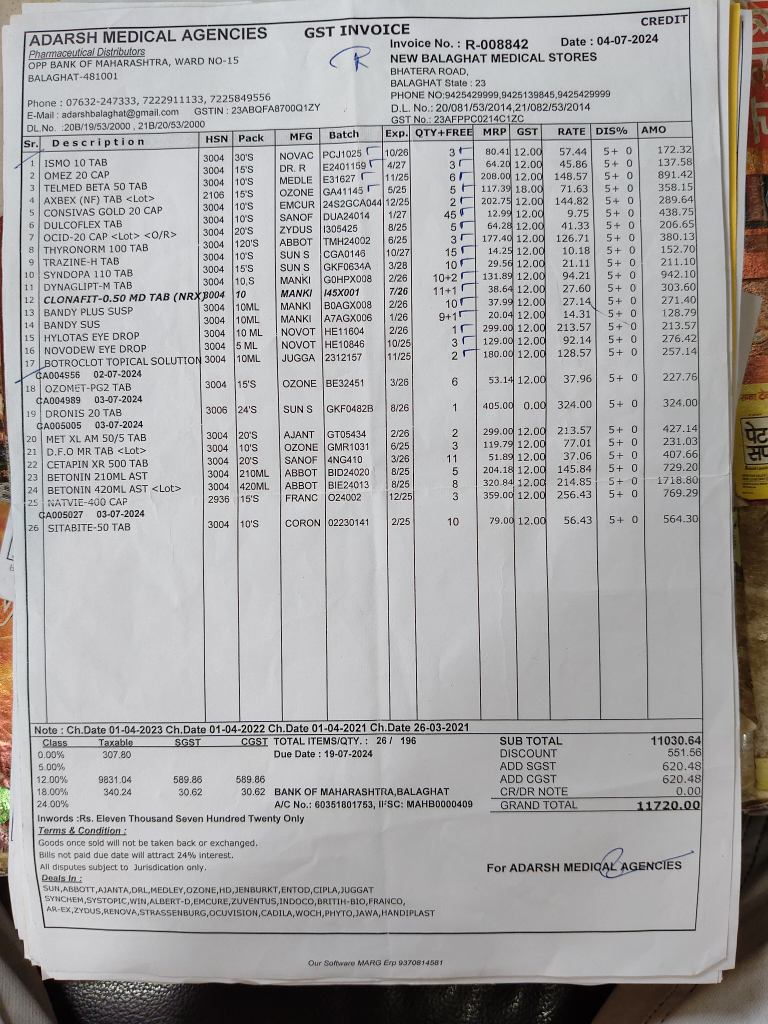 CREDIT
ADARSH MEDICAL AGENCIES GST INVOICE
Pharmaceutical Distributors
OPP BANK OF MAHARASHTRA, WARD NO-15
BALAGHAT-481001
Phone : 07632-247333, 7222911133, 7225849556
E-Mail : adarshbalaghat@gmail.com GSTIN : 23ABQFA8700Q1ZY
DL.No. :20B/19/53/2000 , 21B/20/53/2000
Invoice No. : R-008842 Date : 04-07-2024
NEW BALAGHAT MEDICAL STORES
BHATERA ROAD,
BALAGHAT State : 23
PHONE NO:9425429999,9425139845,9425429999
D.L. No.: 20/081/53/2014,21/082/53/2014
GST No.: 23AFPPC0214C1ZC
Sr. Description HSN Pack MFG Batch Exp. QTY+FREE MRP GST RATE DIS% AMO
1 ISMO 10 TAB 3004 30'S NOVAC PCJ1025 10/26 3 80.41 12.00 57.44 5+ 0 172.32
2 OMEZ 20 CAP 3004 15'S DR. R E2401159 4/27 3 64.20 12.00 45.86 5+ 0 137.58
3 TELMED BETA 50 TAB 3004 10'S MEDLE E31627 11/25 6 208.00 12.00 148.57 5+ 0 891.42
4 AXBEX (NF) TAB <Lot> 2106 15'S OZONE GA41145 5/25 5 117.39 18.00 71.63 5+ 0 358.15
5 CONSIVAS GOLD 20 CAP 3004 10'S EMCUR 24S2GCA044 12/25 2 202.75 12.00 144.82 5+ 0 289.64
6 DULCOFLEX TAB 3004 10'S SANOF DUA24014 1/27 45 12.99 12.00 9.75 5+ 0 438.75
7 OCID-20 CAP <Lot> <O/R> 3004 20'S ZYDUS I305425 8/25 5 64.28 12.00 41.33 5+ 0 206.65
8 THYRONORM 100 TAB 3004 120'S ABBOT TMH24002 6/25 3 177.40 12.00 126.71 5+ 0 380.13
9 TRAZINE-H TAB 3004 10'S SUN S CGA0146 10/27 15 14.25 12.00 10.18 5+ 0 152.70
10 SYNDOPA 110 TAB 3004 15'S SUN S GKF0634A 3/28 10 29.56 12.00 21.11 5+ 0 211.10
11 DYNAGLIPT-M TAB 3004 10,S MANKI G0HPX008 2/26 10+2 131.89 12.00 94.21 5+ 0 942.10
12 CLONAFIT-0.50 MD TAB (NRX) 3004 10 MANKI I45X001 7/26 11+1 38.64 12.00 27.60 5+ 0 303.60
13 BANDY PLUS SUSP 3004 10ML MANKI B0AGX008 2/26 10 37.99 12.00 27.14 5+ 0 271.40
14 BANDY SUS 3004 10ML MANKI A7AGX006 1/26 9+1 20.04 12.00 14.31 5+ 0 128.79
15 HYLOTAS EYE DROP 3004 10 ML NOVOT HE11604 2/26 1 299.00 12.00 213.57 5+ 0 213.57
16 NOVODEW EYE DROP 3004 5 ML NOVOT HE10846 10/25 3 129.00 12.00 92.14 5+ 0 276.42
17 BOTROCLOT TOPICAL SOLUTION 3004 10ML JUGGA 2312157 11/25 2 180.00 12.00 128.57 5+ 0 257.14
CA004956 02-07-2024
18 OZOMET-PG2 TAB 3004 15'S OZONE BE32451 3/26 6 53.14 12.00 37.96 5+ 0 227.76
CA004989 03-07-2024
19 DRONIS 20 TAB 3006 24'S SUN S GKF0482B 8/26 1 405.00 0.00 324.00 5+ 0 324.00
CA005005 03-07-2024
20 MET XL AM 50/5 TAB 3004 20'S AJANT GT05434 2/26 2 299.00 12.00 213.57 5+ 0 427.14
21 D.F.O MR TAB <Lot> 3004 10'S OZONE GMR1031 6/25 3 119.79 12.00 77.01 5+ 0 231.03
22 CETAPIN XR 500 TAB 3004 20'S SANOF 4NG410 3/26 11 51.89 12.00 37.06 5+ 0 407.66
23 BETONIN 210ML AST 3004 210ML ABBOT BID24020 8/25 5 204.18 12.00 145.84 5+ 0 729.20
24 BETONIN 420ML AST <Lot> 3004 420ML ABBOT BIE24013 8/25 8 320.84 12.00 214.85 5+ 0 1718.80
25 NATVIE-400 CAP 2936 15'S FRANC O24002 12/25 3 359.00 12.00 256.43 5+ 0 769.29
CA005027 03-07-2024
26 SITABITE-50 TAB 3004 10'S CORON 02230141 2/25 10 79.00 12.00 56.43 5+ 0 564.30
Note : Ch.Date 01-04-2023 Ch.Date 01-04-2022 Ch.Date 01-04-2021 Ch.Date 26-03-2021
Class Taxable SGST CGST TOTAL ITEMS/QTY. : 26 / 196 SUB TOTAL 11030.64
0.00% 307.80 Due Date : 19-07-2024 DISCOUNT 551.56
5.00% ADD SGST 620.48
12.00% 9831.04 589.86 589.86 ADD CGST 620.48
18.00% 340.24 30.62 30.62 BANK OF MAHARASHTRA,BALAGHAT CR/DR NOTE 0.00
24.00% A/C No.: 60351801753, IFSC: MAHB0000409 GRAND TOTAL 11720.00
Inwords :Rs. Eleven Thousand Seven Hundred Twenty Only
Terms & Condition :
Goods once sold will not be taken back or exchanged.
Bills not paid due date will attract 24% interest.
All disputes subject to Jurisdication only.
For ADARSH MEDICAL AGENCIES
Deals In :
SUN,ABBOTT,AJANTA,DRL,MEDLEY,OZONE,HD,JENBURKT,ENTOD,CIPLA,JUGGAT
SYNCHEM,SYSTOPIC,WIN,ALBERT-D,EMCURE,ZUVENTUS,INDOCO,BRITIH-BIO,FRANCO,
AR-EX,ZYDUS,RENOVA,STRASSENBURG,OCUVISION,CADILA,WOCH,PHYTO,JAWA,HANDIPLAST
Our Software MARG Erp 9370814581